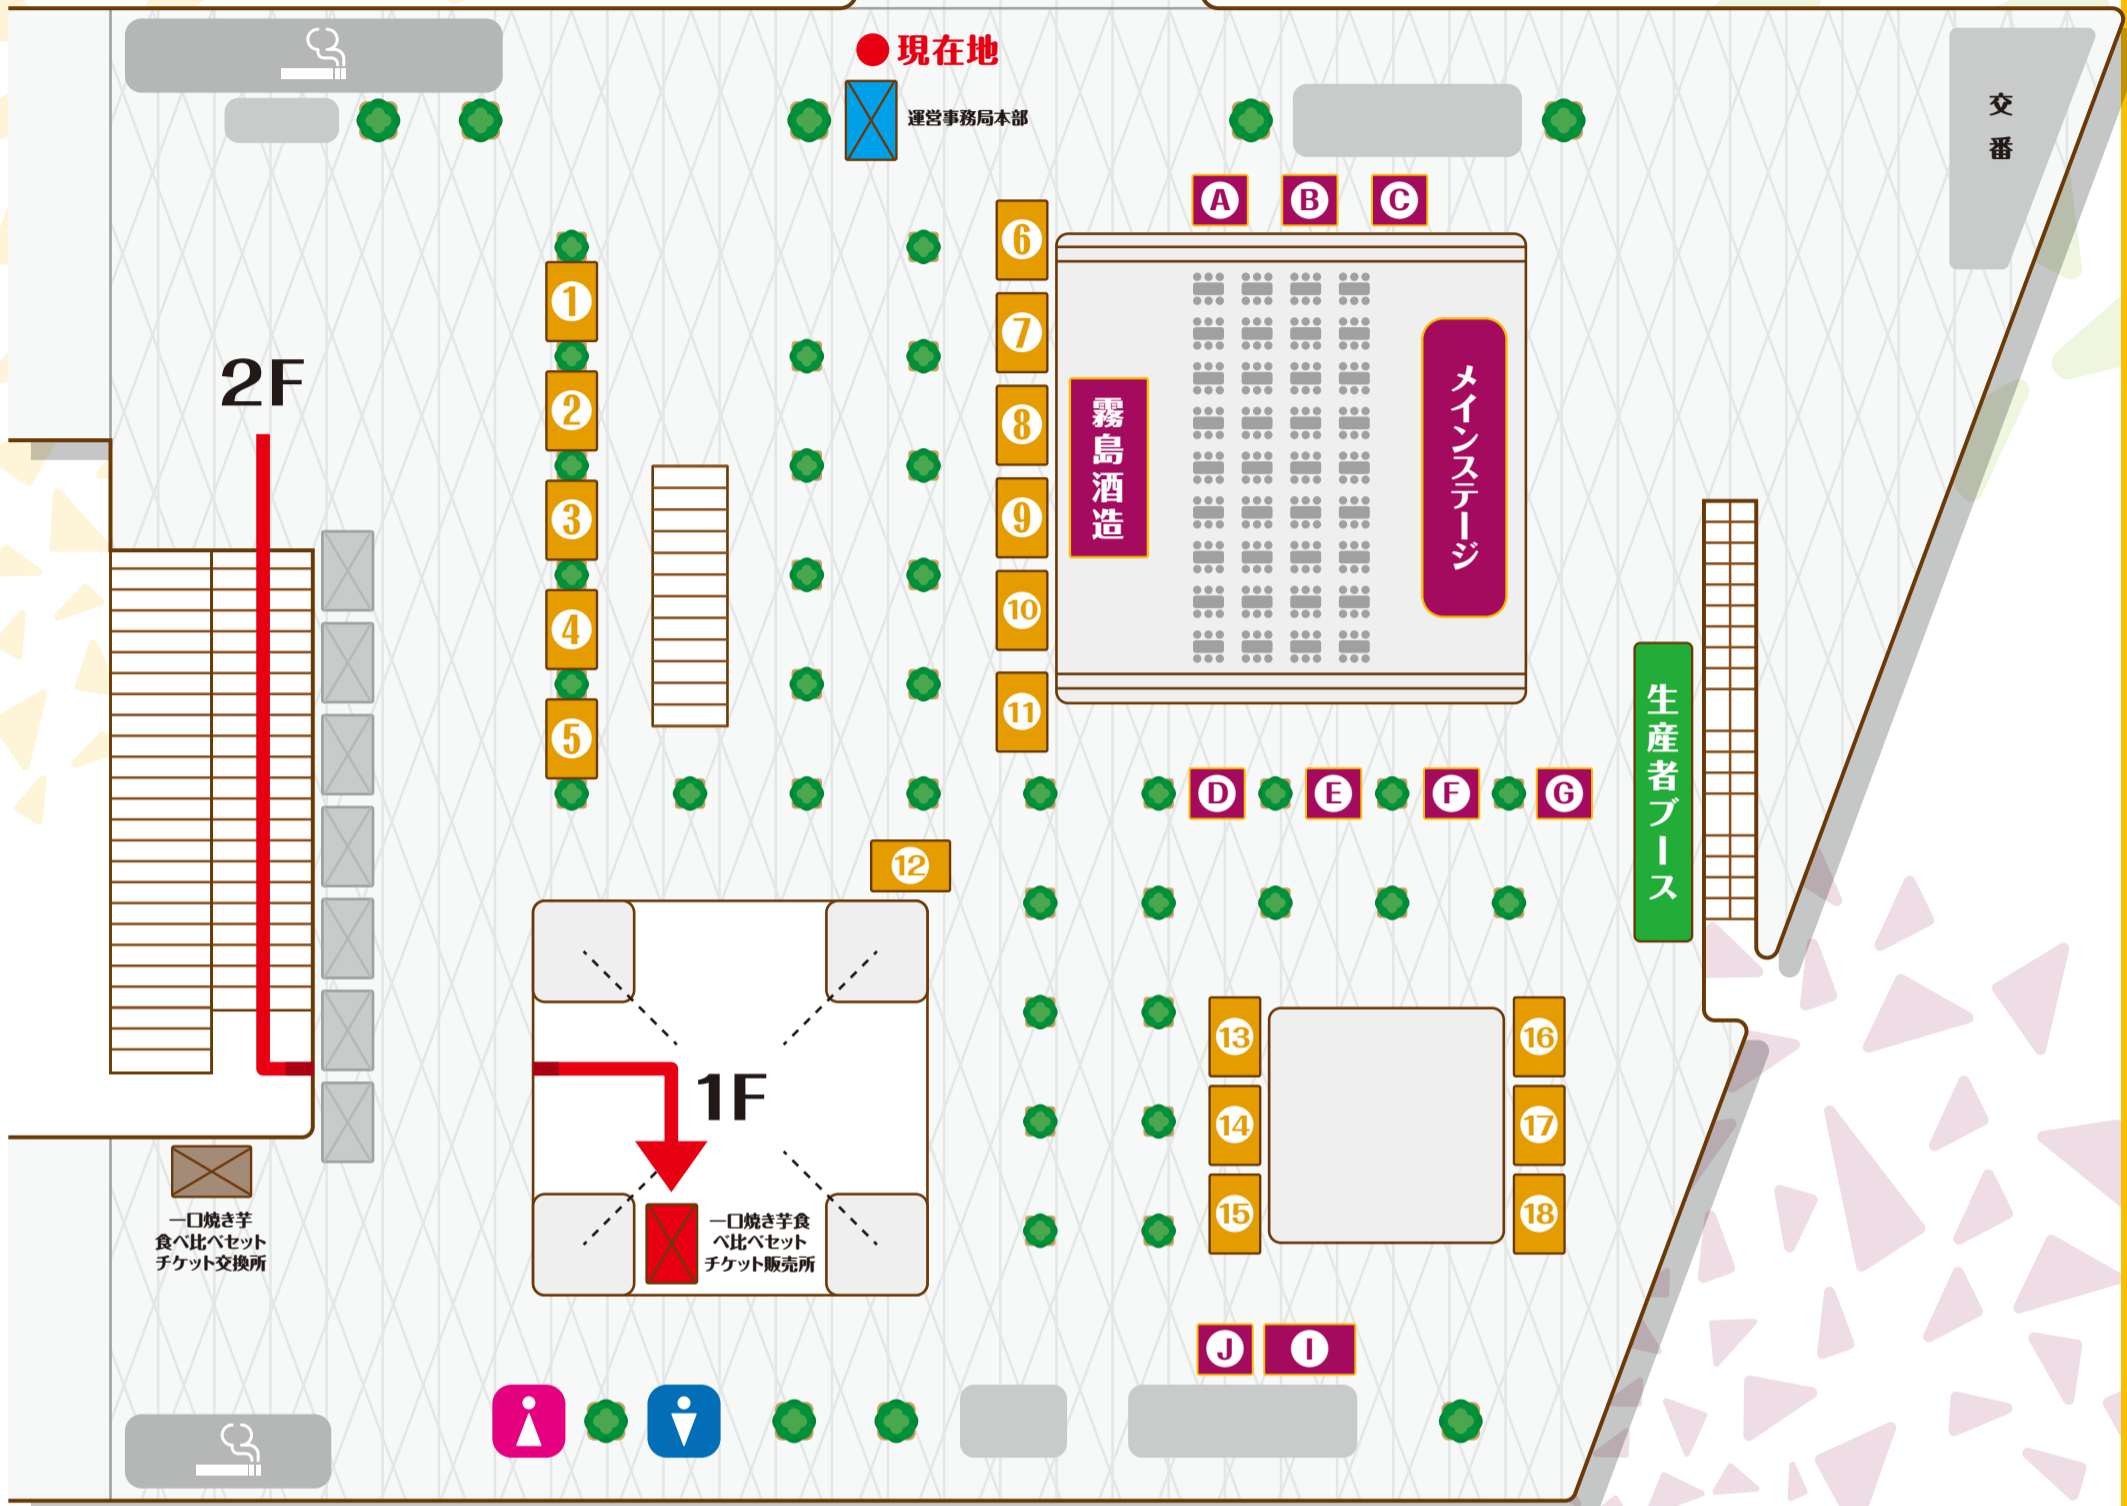 現在地
運営事務局本部
交番
A
B
C
6
1
7
2F
2
8
霧島酒造
メインステージ
3
9
4
10
5
11
D
E
F
G
生産者ブース
12
13
16
1F
14
17
15
18
一口焼き芋
食べ比べセット
チケット交換所
一口焼き芋食
べ比べセット
チケット販売所
J
I